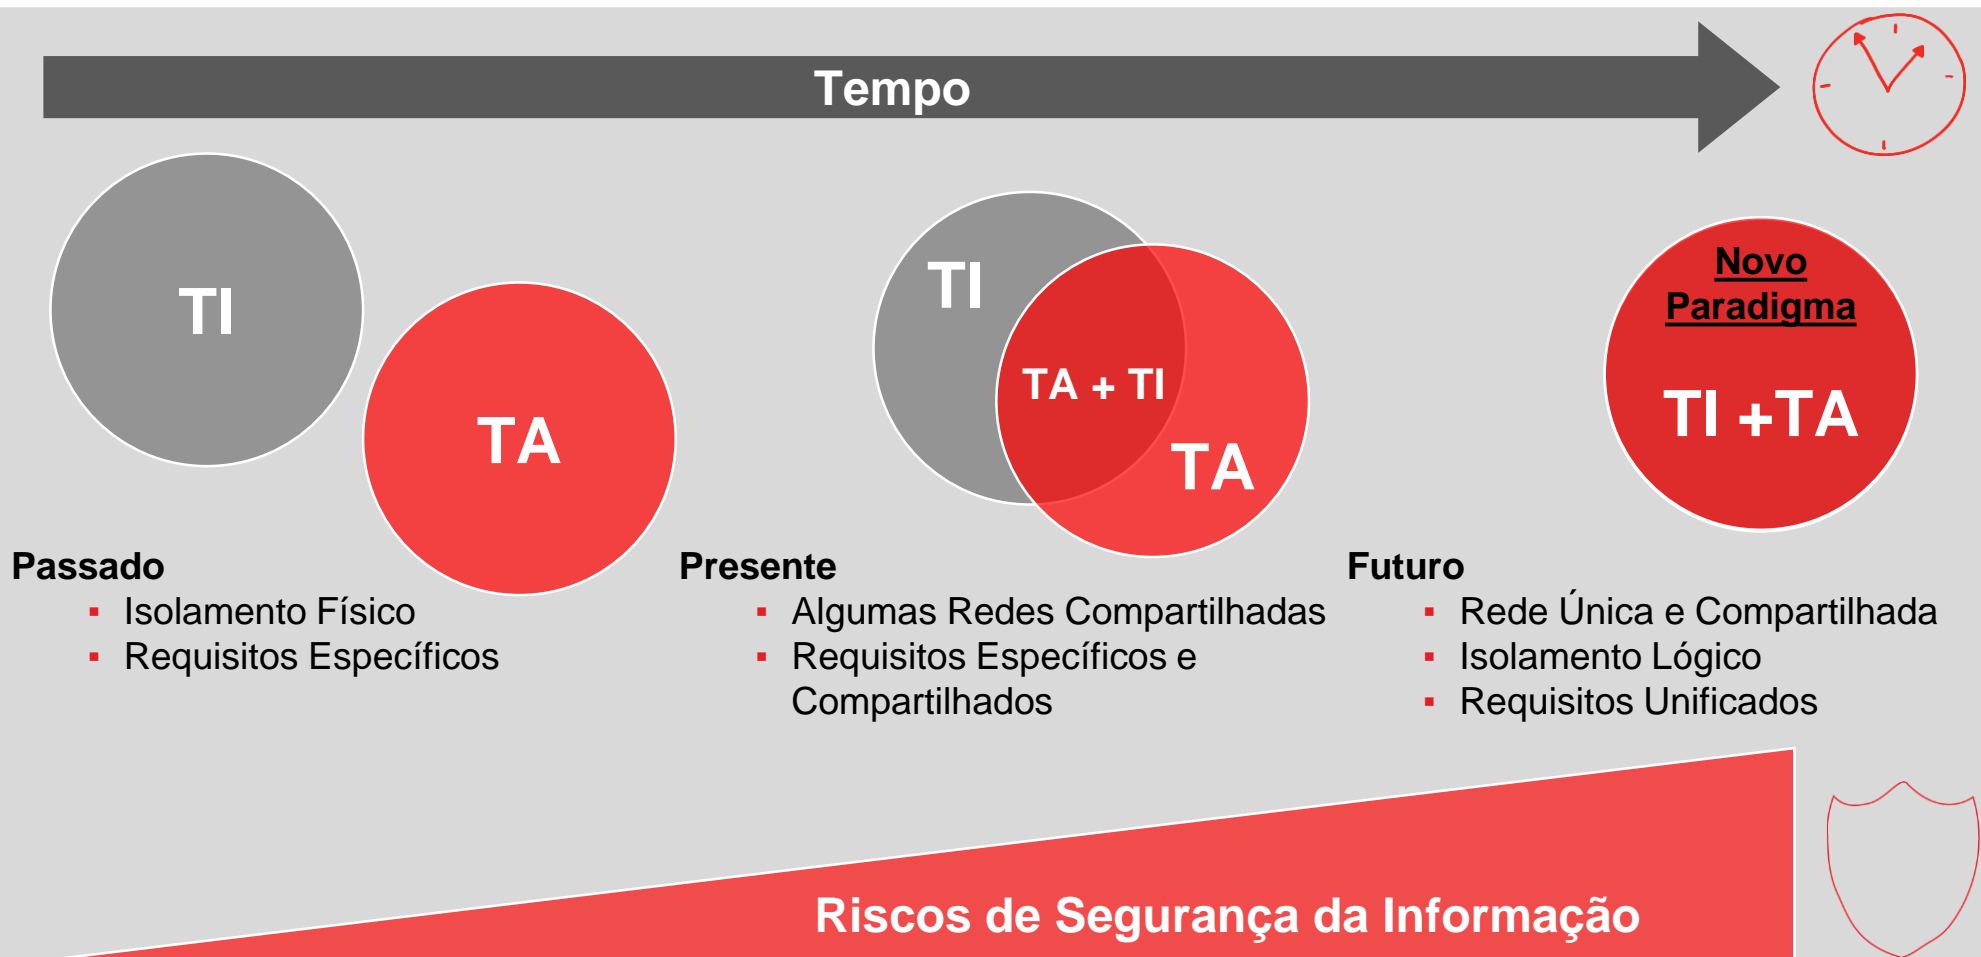 Tempo
TI
TA
TI
TA + TI
TA
Novo
Paradigma
TI +TA
Passado
▪ Isolamento Físico
▪ Requisitos Específicos
Presente
▪ Algumas Redes Compartilhadas
▪ Requisitos Específicos e
Compartilhados
Futuro
▪ Rede Única e Compartilhada
▪ Isolamento Lógico
▪ Requisitos Unificados
Riscos de Segurança da Informação